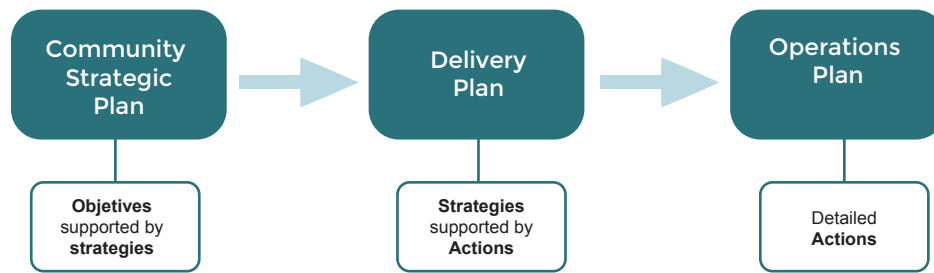 Community
Strategic
Plan
Delivery
Plan
Operations
Plan
Objetives
supported by
strategies
Strategies
supported by
Actions
Detailed
Actions